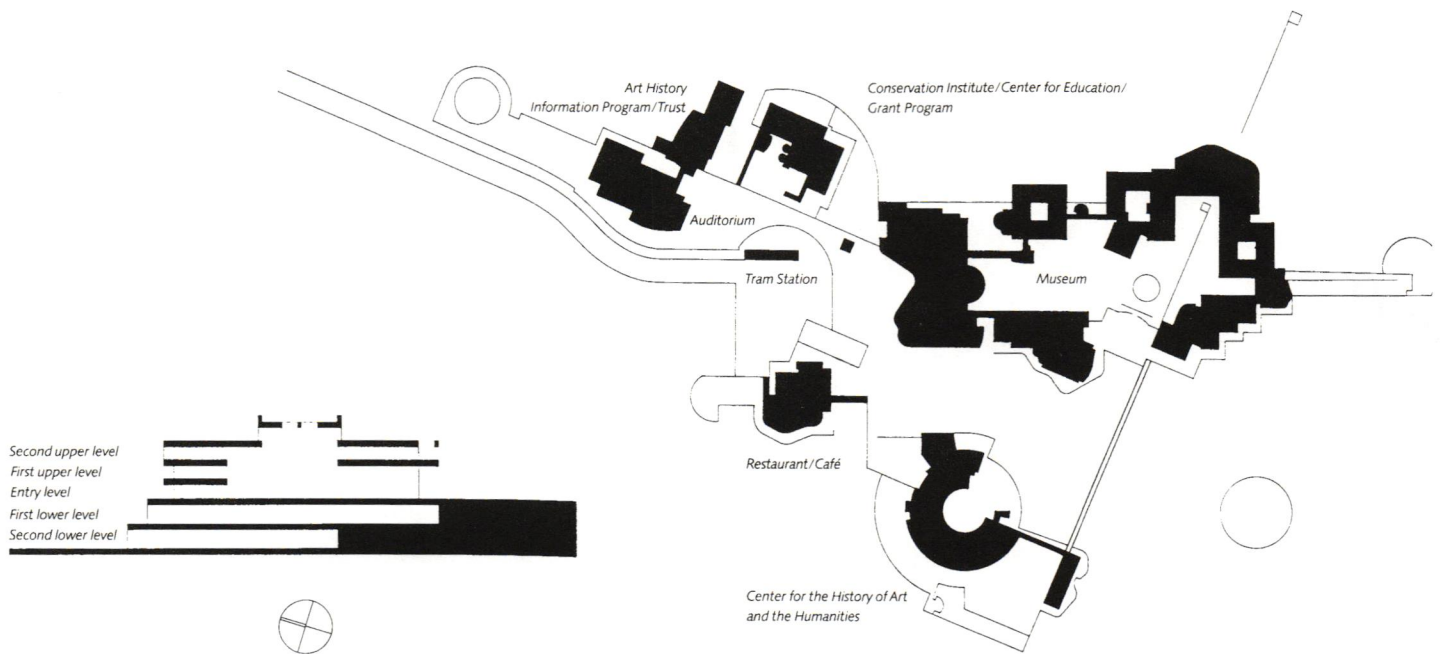 Art History
Information Program/Trust
Conservation Institute/Center for Education/
Grant Program
Auditorium
Tram Station
Museum
Restaurant/Café
Center for the History of Art
and the Humanities
Second upper level
First upper level
Entry level
First lower level
Second lower level